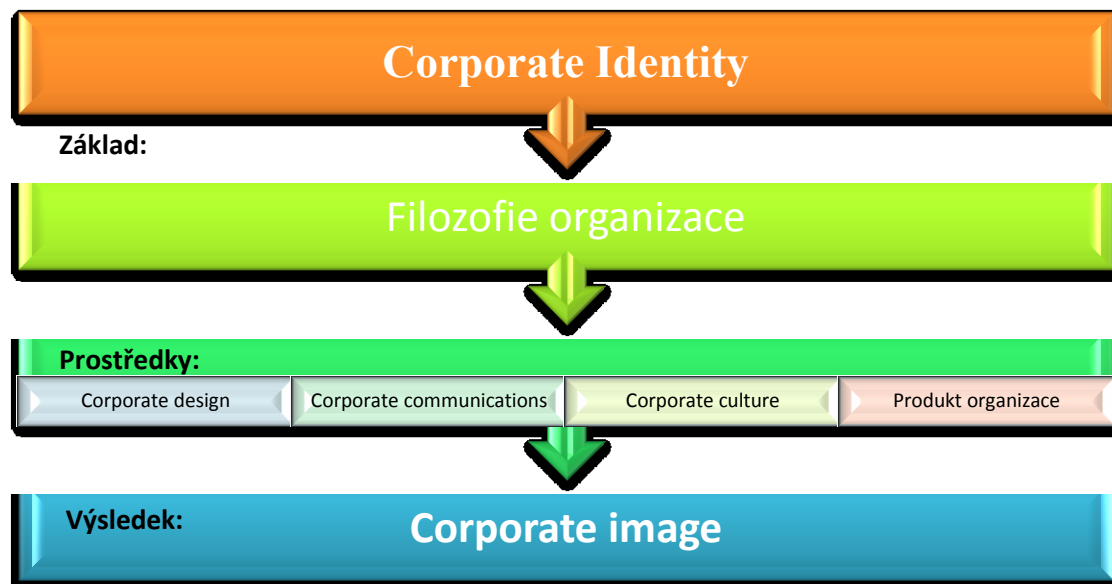 Corporate Identity
Základ:
Filozofie organizace
Prostředky:
Corporate design
Corporate communications
Corporate culture
Produkt organizace
Výsledek:
Corporate image